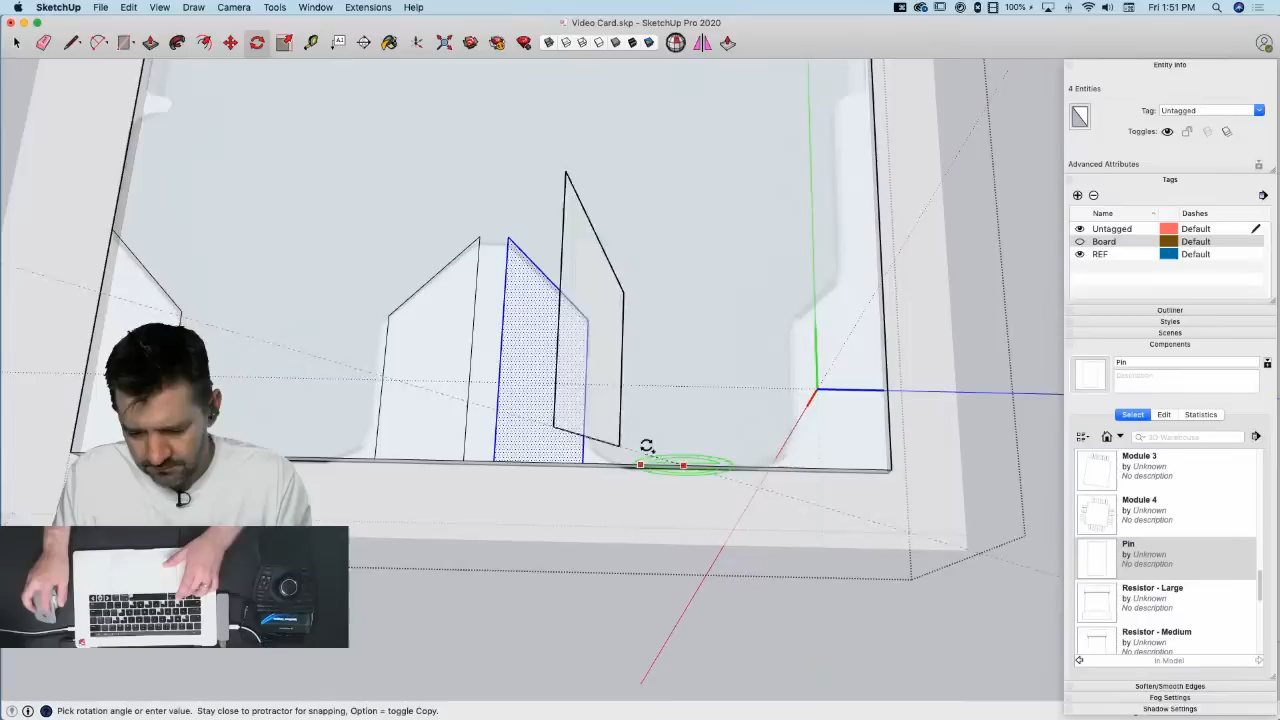 SketchUp File Edit View Draw Camera Tools Window Extensions Help
100%
Fri 1:51 PM
Video Card.skp - SketchUp Pro 2020
Entity Info
4 Entities
Tag: Untagged
Toggles:
Advanced Attributes
Tags
Name Dashes
Untagged Default
Board Default
REF Default
Outliner
Styles
Scenes
Components
Pin
Description
Select Edit Statistics
3D Warehouse
Module 3
by Unknown
No description
Module 4
by Unknown
No description
Pin
by Unknown
No description
Resistor - Large
by Unknown
No description
Resistor - Medium
by Unknown
No description
In Model
Soften/Smooth Edges
Fog Settings
Shadow Settings
Pick rotation angle or enter value. Stay close to protractor for snapping, Option = toggle Copy.